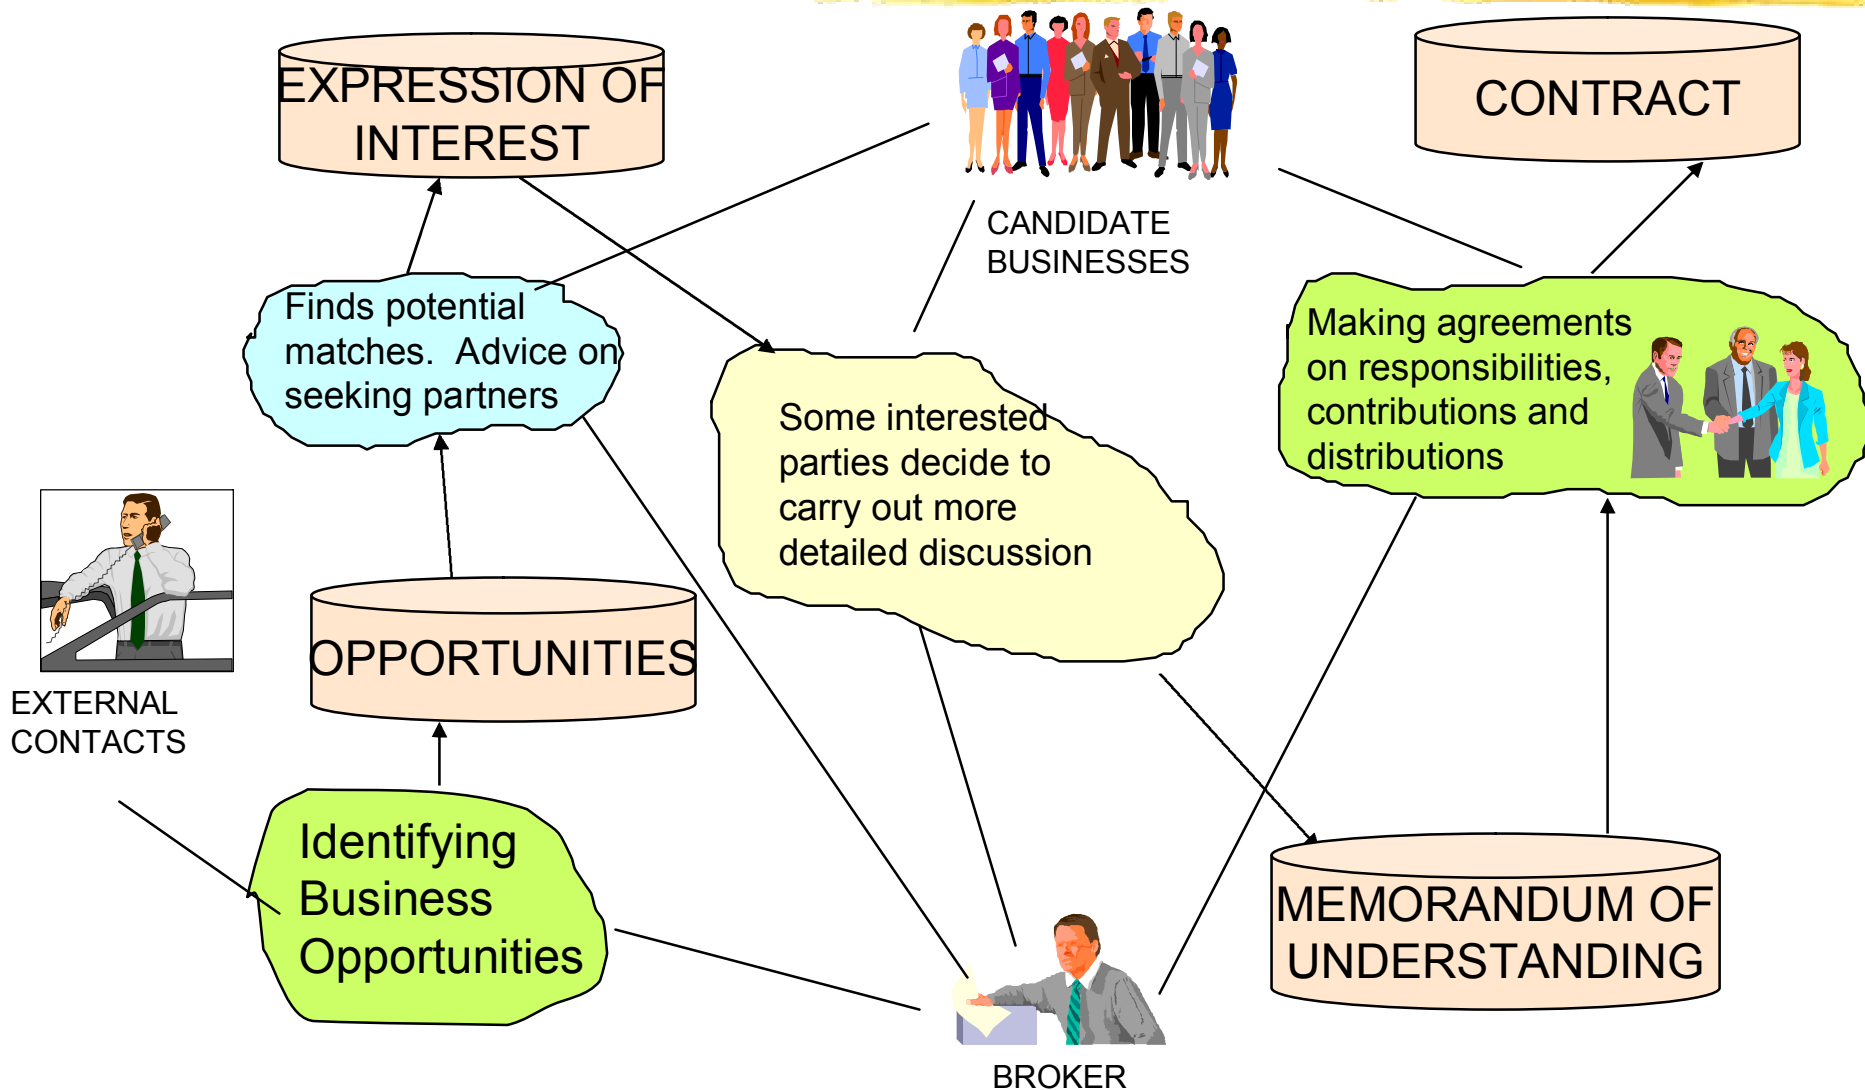 EXPRESSION OF
INTEREST
CONTRACT
CANDIDATE
BUSINESSES
Finds potential
matches.  Advice on
seeking partners
Making agreements
on responsibilities,
contributions and
distributions
Some interested
parties decide to
carry out more
detailed discussion
OPPORTUNITIES
EXTERNAL
CONTACTS
Identifying
Business
Opportunities
MEMORANDUM OF
UNDERSTANDING
BROKER